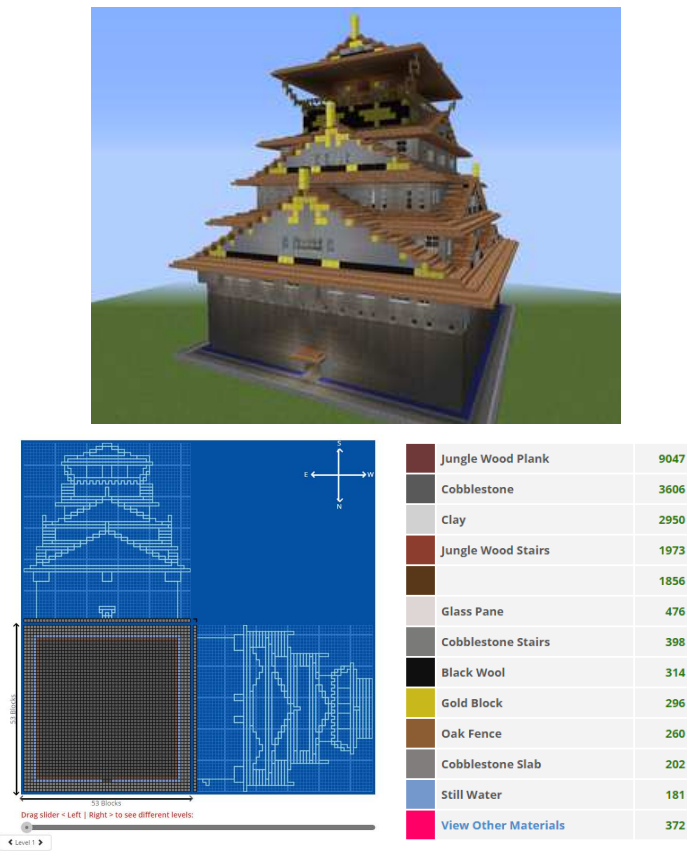 S
E
W
N
53 Blocks
53 Blocks
Drag slider < Left | Right > to see different levels:
Level 1
Jungle Wood Plank 9047
Cobblestone 3606
Clay 2950
Jungle Wood Stairs 1973
1856
Glass Pane 476
Cobblestone Stairs 398
Black Wool 314
Gold Block 296
Oak Fence 260
Cobblestone Slab 202
Still Water 181
View Other Materials 372